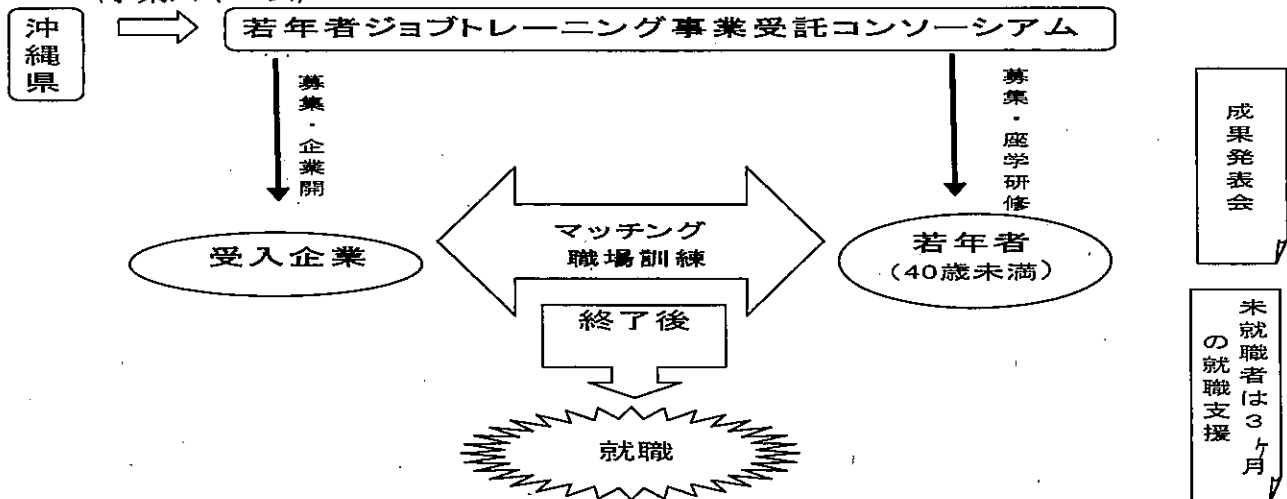 沖縄県
若年者ジョブトレーニング事業受託コンソーシアム
募集・企業開
募集・座学研修
成果発表会
受入企業
マッチング
職場訓練
若年者
(40歳未満)
終了後
就職
未就職者は3ヶ月
の就職支援